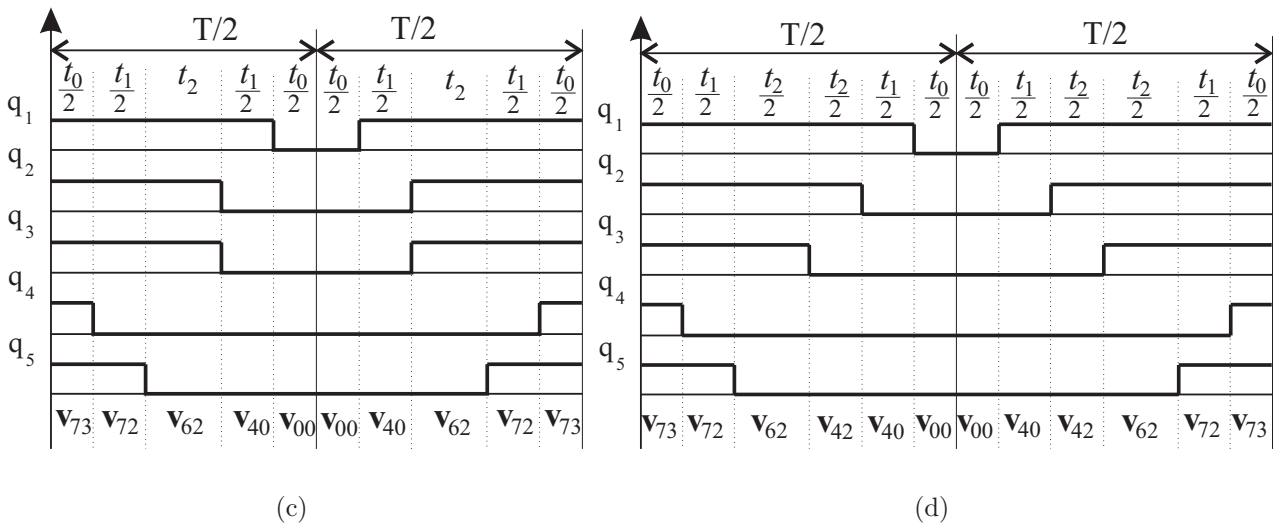 T/2 T/2
t0/2 t1/2 t2 t1/2 t0/2 t0/2 t1/2 t2 t1/2 t0/2
q1
q2
q3
q4
q5
v73 v72 v62 v40 v00 v00 v40 v62 v72 v73
(c)
T/2 T/2
t0/2 t1/2 t2/2 t2/2 t1/2 t0/2 t0/2 t1/2 t2/2 t2/2 t1/2 t0/2
q1
q2
q3
q4
q5
v73 v72 v62 v42 v40 v00 v00 v40 v42 v62 v72 v73
(d)